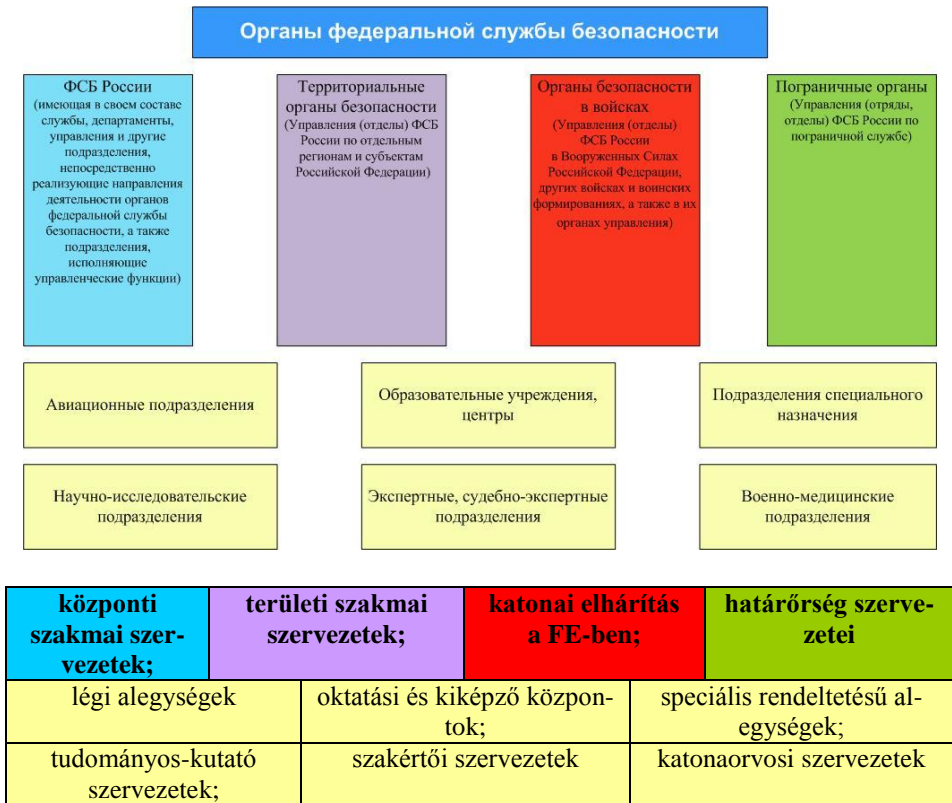 Органы федеральной службы безопасности
ФСБ России
(имеющая в своем составе
службы, департаменты,
управления и другие
подразделения,
непосредственно
реализующие направления
деятельности органов
федеральной службы
безопасности, а также
подразделения,
исполняющие
управленческие функции)
Территориальные
органы безопасности
(Управления (отделы) ФСБ
России по отдельным
регионам и субъектам
Российской Федерации)
Органы безопасности
в войсках
(Управления (отделы)
ФСБ России
в Вооруженных Силах
Российской Федерации,
других войсках и воинских
формированиях, а также в их
органах управления)
Пограничные органы
(Управления (отряды,
отделы) ФСБ России по
пограничной службе)
Авиационные подразделения
Образовательные учреждения,
центры
Подразделения специального
назначения
Научно-исследовательские
подразделения
Экспертные, судебно-экспертные
подразделения
Военно-медицинские
подразделения
központi
szakmai szer-
vezetek;
területi szakmai
szervezetek;
katonai elhárítás
a FE-ben;
határőrség szerve-
zetei
légi alegységek
oktatási és kiképző közpon-
tok;
speciális rendeltetésű al-
egységek;
tudományos-kutató
szervezetek;
szakértői szervezetek
katonaorvosi szervezetek